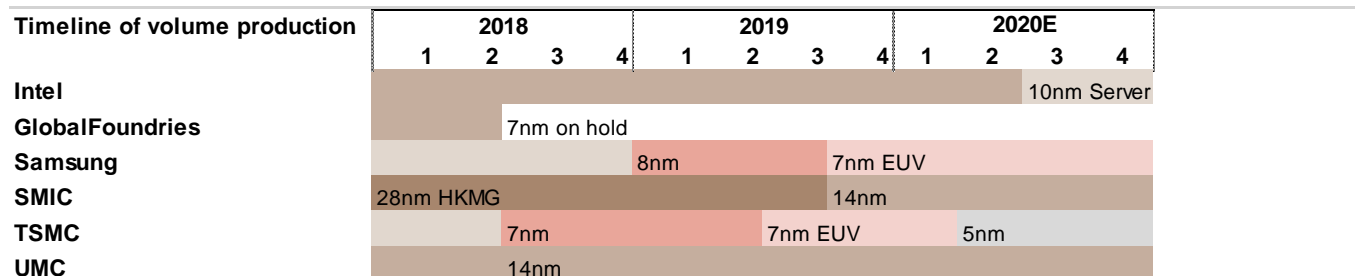 Timeline of volume production 2018 2019 2020E
1 2 3 4 1 2 3 4 1 2 3 4
Intel 10nm Server
GlobalFoundries 7nm on hold
Samsung 8nm 7nm EUV
SMIC 28nm HKMG 14nm
TSMC 7nm 7nm EUV 5nm
UMC 14nm